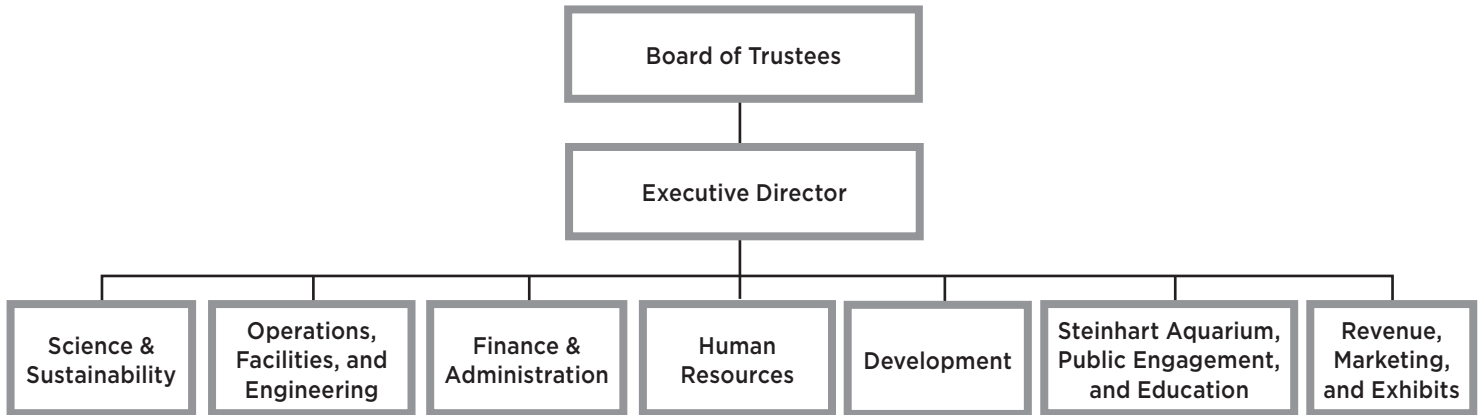 Board of Trustees
Executive Director
Science &
Sustainability
Operations,
Facilities, and
Engineering
Finance &
Administration
Human
Resources
Development
Steinhart Aquarium,
Public Engagement,
and Education
Revenue,
Marketing,
and Exhibits